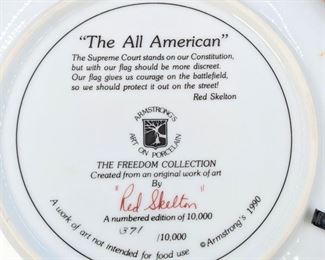 "The All American"
The Supreme Court stands on our Constitution,
but with our flag should be more discreet.
Our flag gives us courage on the battlefield,
so we should protect it out on the street!
Red Skelton
ARMSTRONG'S
ART ON PORCELAIN
THE FREEDOM COLLECTION
Created from an original work of art
By
"Red Skelton"
A numbered edition of 10,000
371 /10,000
A work of art not intended for food use
© Armstrong's 1990